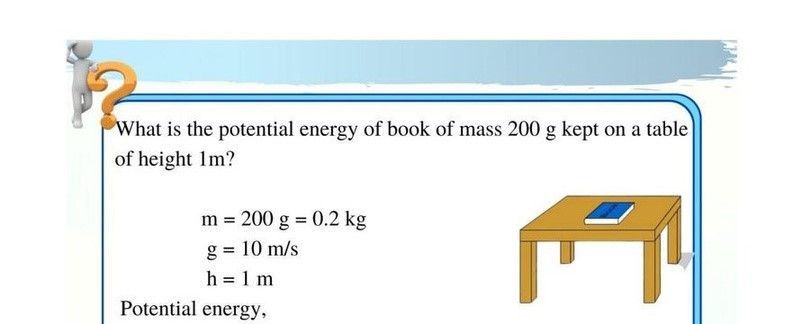 What is the potential energy of book of mass 200 g kept on a table
of height 1m?
m = 200 g = 0.2 kg
g = 10 m/s
h = 1 m
Potential energy,